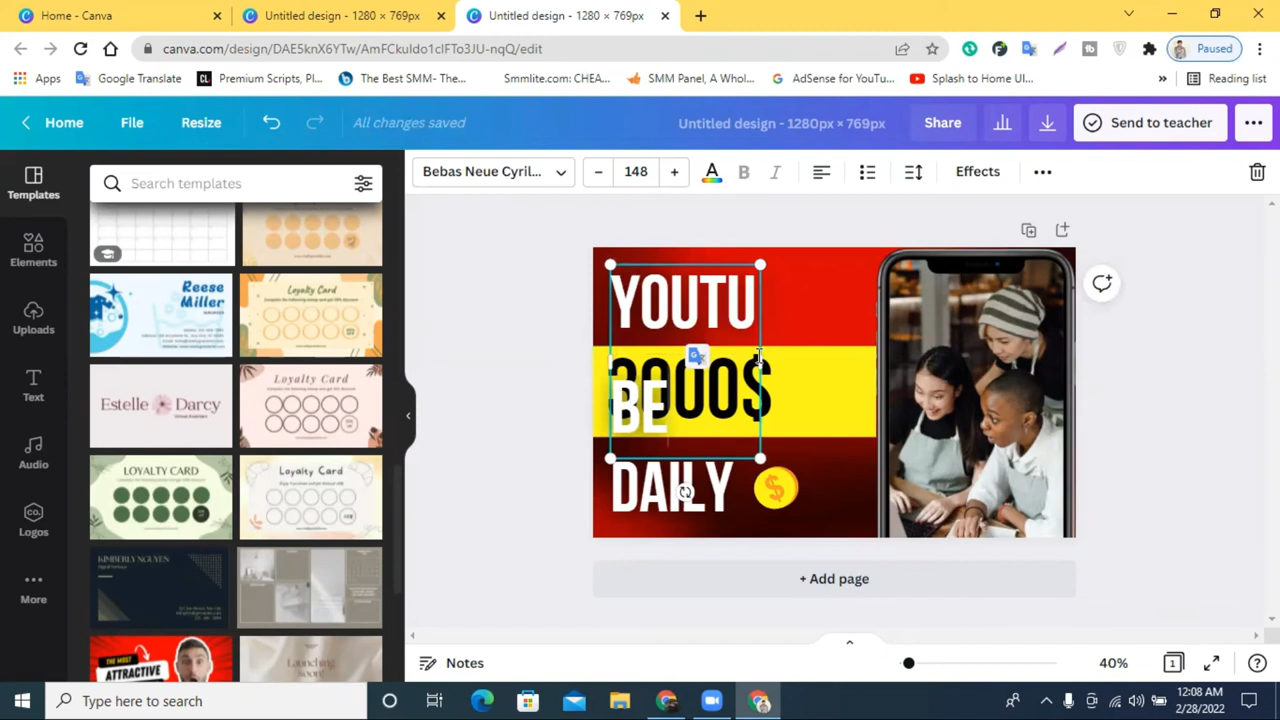 Home - Canva
Untitled design - 1280 × 769px
Untitled design - 1280 × 769px
canva.com/design/DAE5knX6YTw/AmFCkuIdo1cIFTo3JU-nqQ/edit
Paused
Apps
Google Translate
Premium Scripts, Pl...
The Best SMM- The...
Smmlite.com: CHEA...
SMM Panel, A Whol...
AdSense for YouTu...
Splash to Home UI...
Reading list
Home
File
Resize
All changes saved
Untitled design - 1280px × 769px
Share
Send to teacher
Templates
Elements
Uploads
Text
Audio
Logos
More
Search templates
Reese
Miller
Loyalty Card
ESTELLE DARCY
Loyalty Card
LOYALTY CARD
LOYALTY CARD
KIMBERLY NGUYEN
THE MOST
ATTRACTIVE
Launching
soon!
Bebas Neue Cyril...
148
A
B
I
Effects
YOUTU
BE
3000$
DAILY
$
+ Add page
Notes
40%
1
Type here to search
12:08 AM
2/28/2022